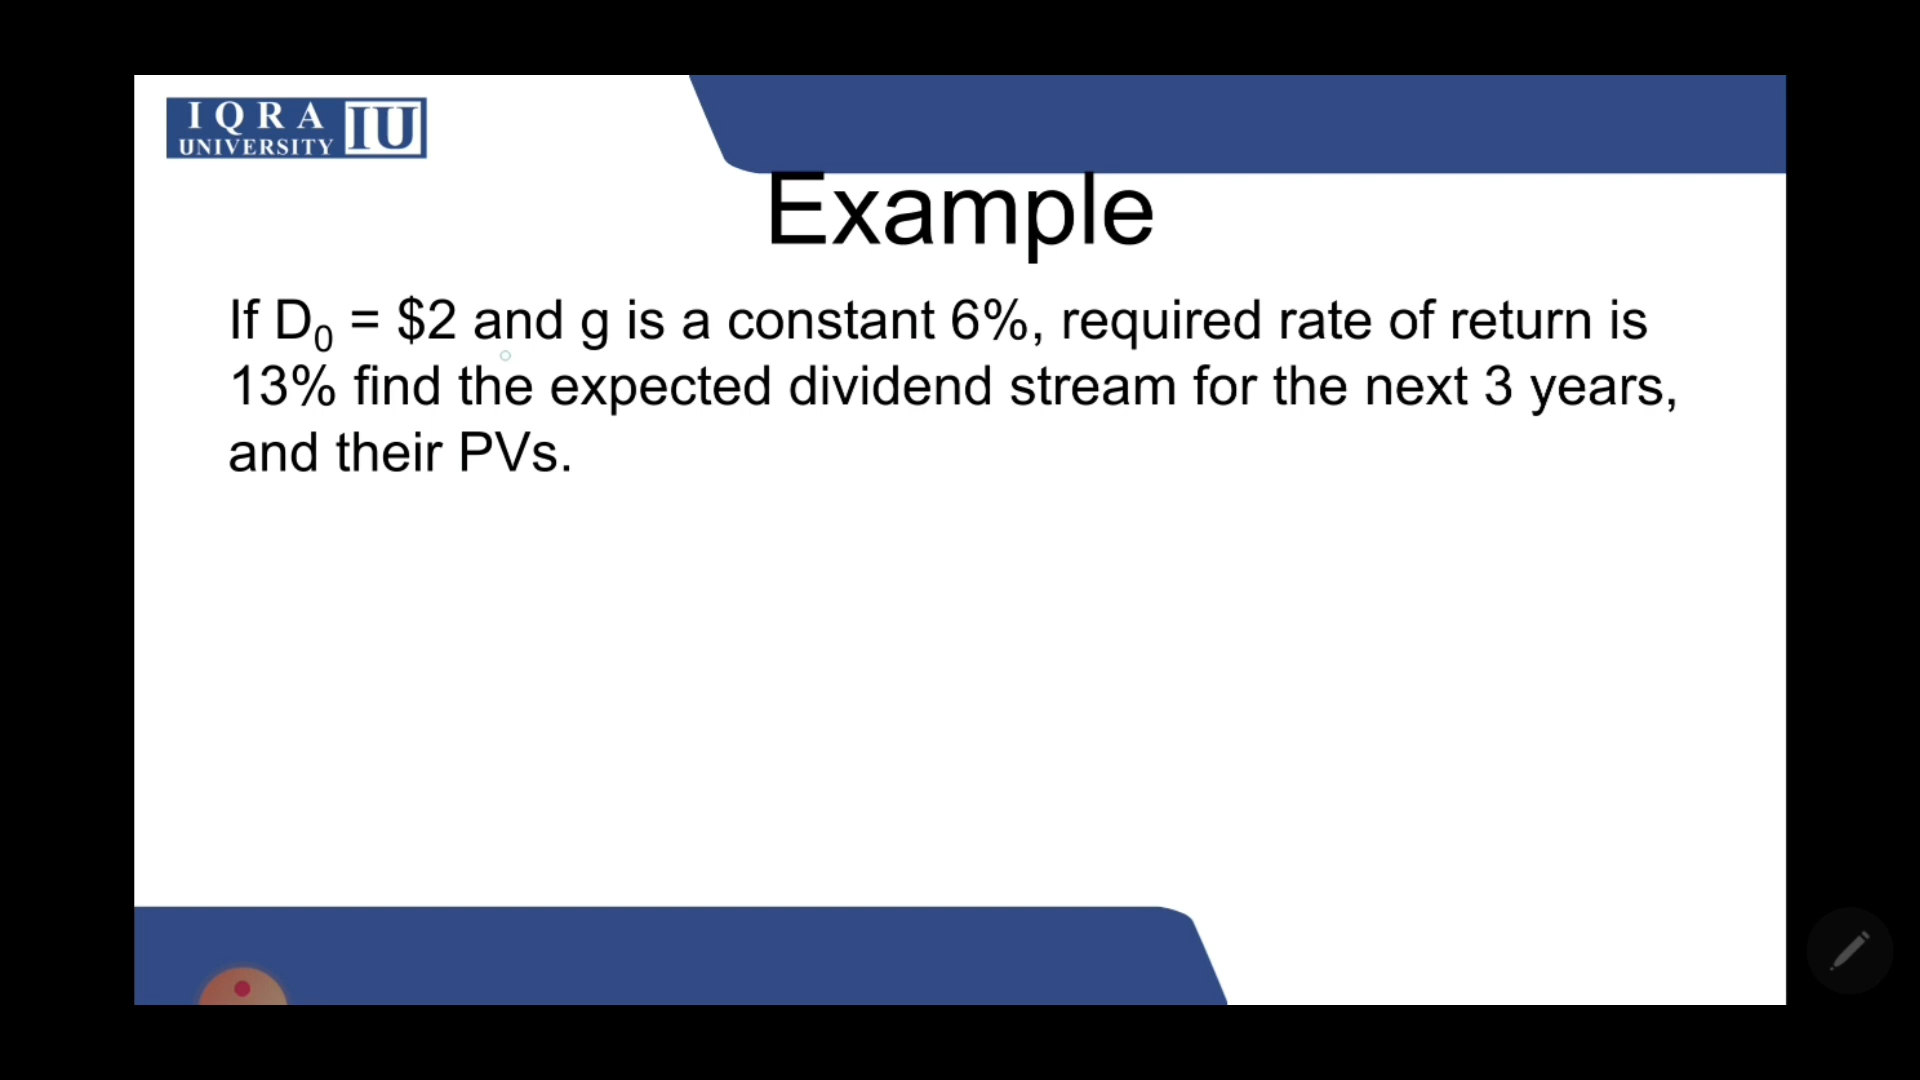 IQRA
UNIVERSITY
IU
Example
If D₀ = $2 and g is a constant 6%, required rate of return is
13% find the expected dividend stream for the next 3 years,
and their PVs.